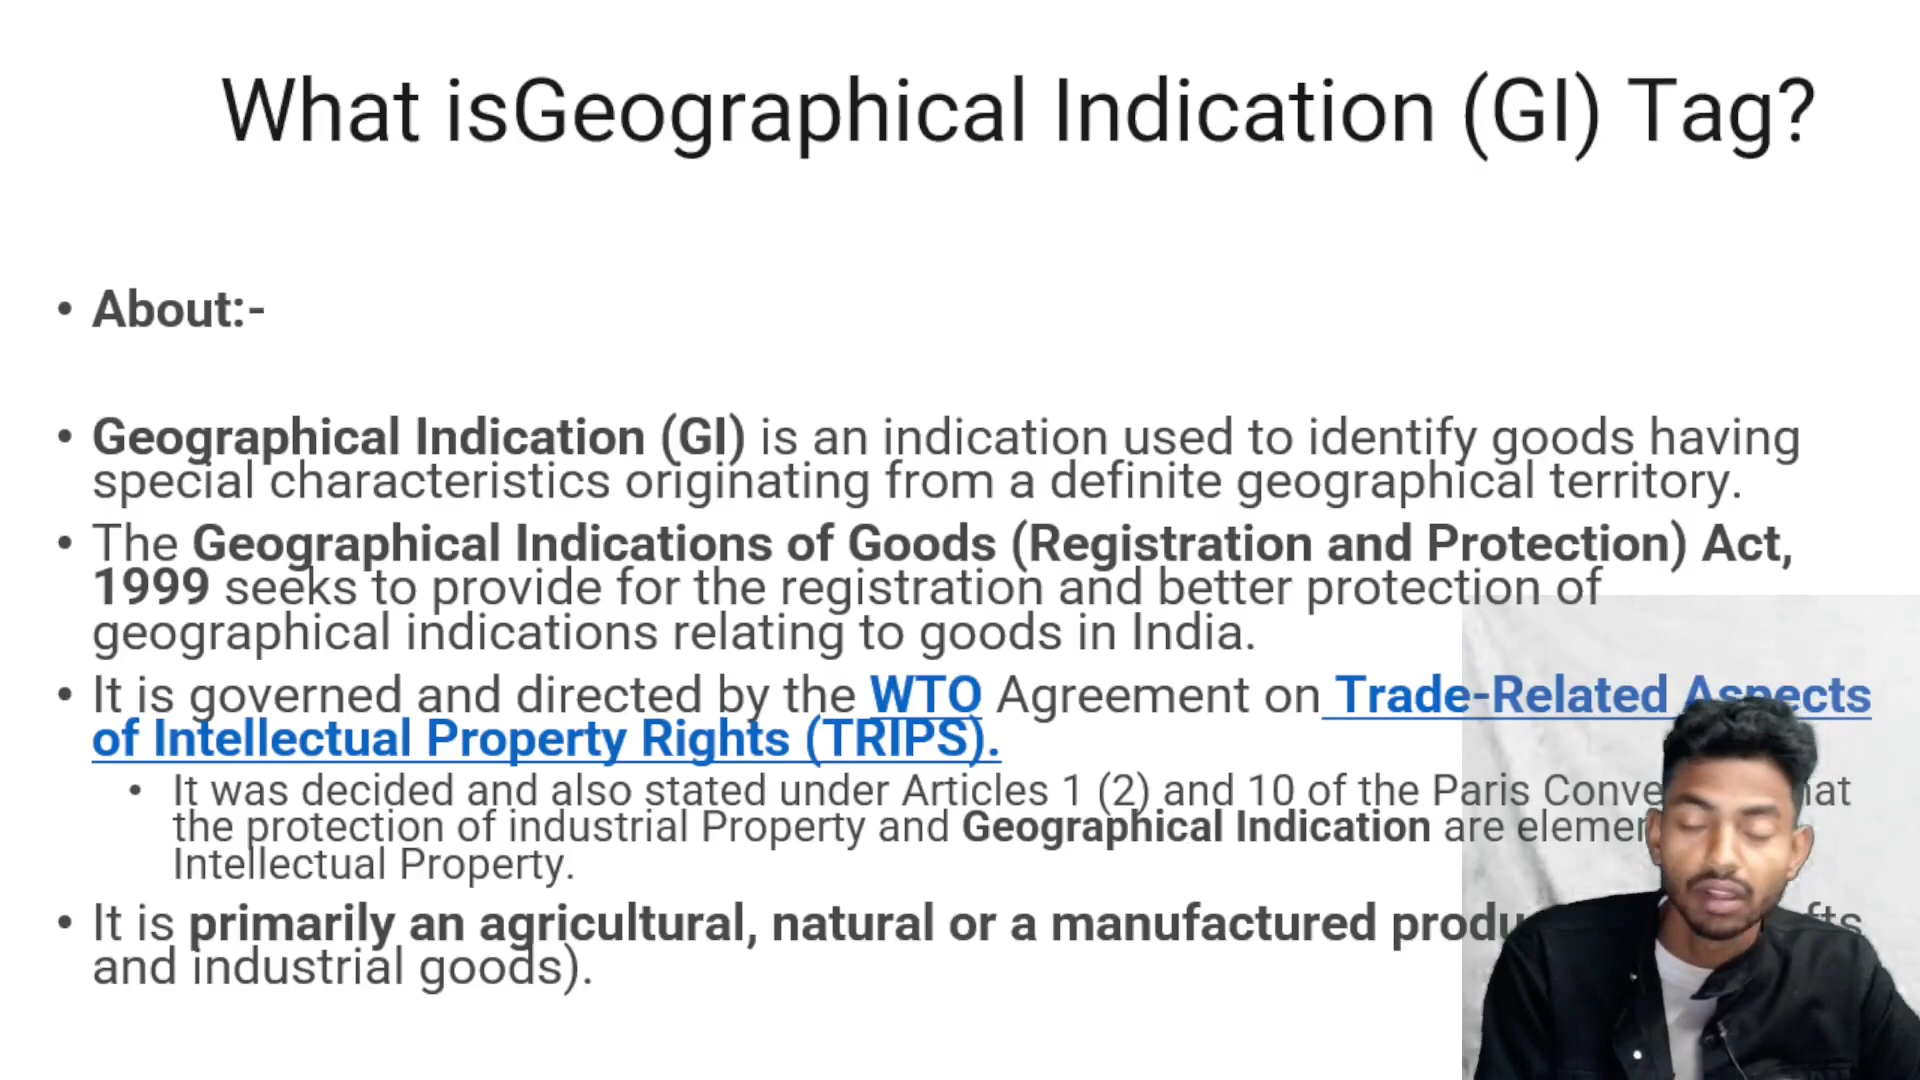 What isGeographical Indication (GI) Tag?
• About:-
• Geographical Indication (GI) is an indication used to identify goods having
special characteristics originating from a definite geographical territory.
• The Geographical Indications of Goods (Registration and Protection) Act,
1999 seeks to provide for the registration and better protection of
geographical indications relating to goods in India.
• It is governed and directed by the WTO Agreement on Trade-Related Aspects
of Intellectual Property Rights (TRIPS).
• It was decided and also stated under Articles 1 (2) and 10 of the Paris
the protection of industrial Property and Geographical Indication are
Intellectual Property.
• It is primarily an agricultural, natural or a manufactured
and industrial goods).